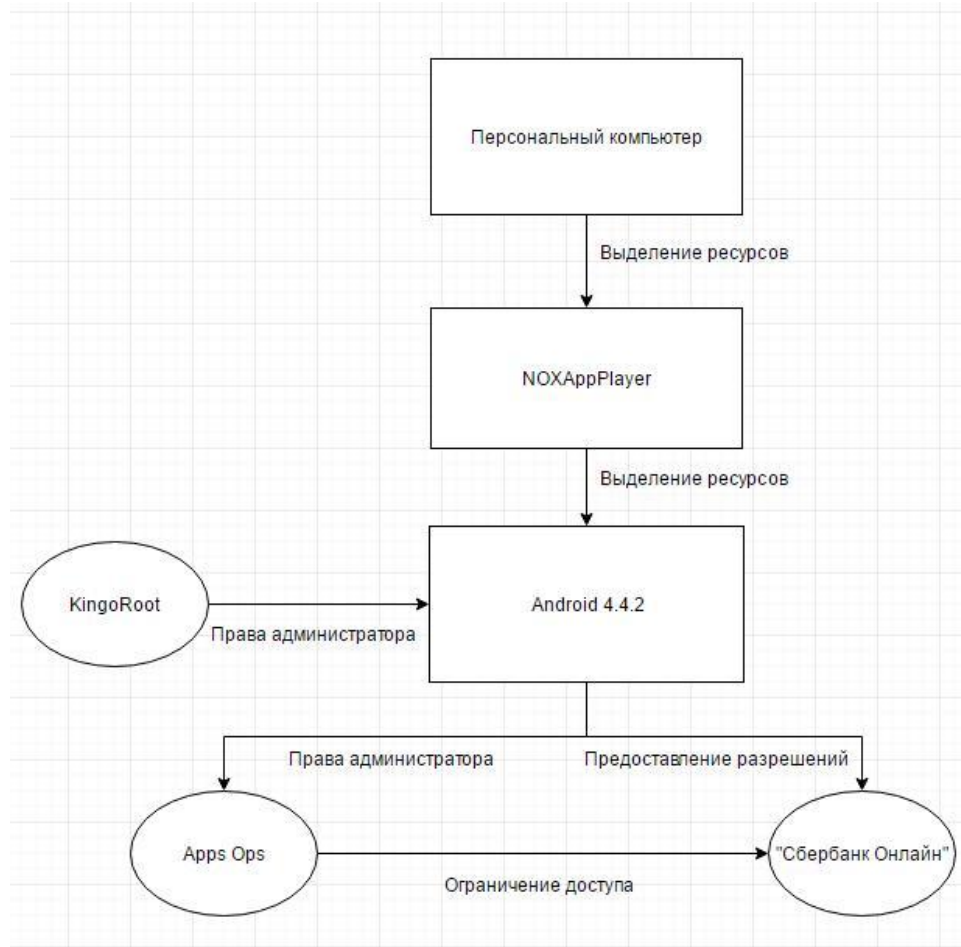 Персональный компьютер
Выделение ресурсов
NOXAppPlayer
Выделение ресурсов
KingoRoot
Права администратора
Android 4.4.2
Права администратора
Предоставление разрешений
Apps Ops
Ограничение доступа
"Сбербанк Онлайн"